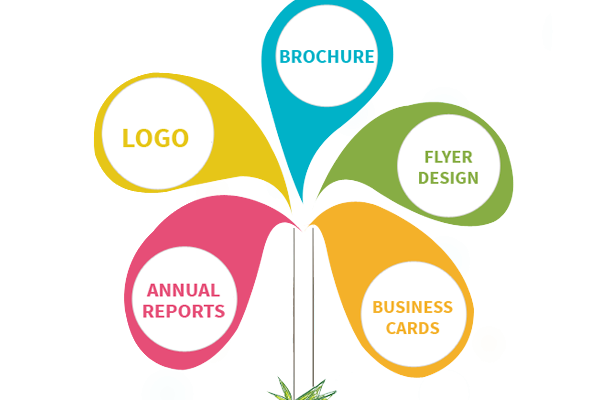 BROCHURE
LOGO
FLYER
DESIGN
ANNUAL
REPORTS
BUSINESS
CARDS